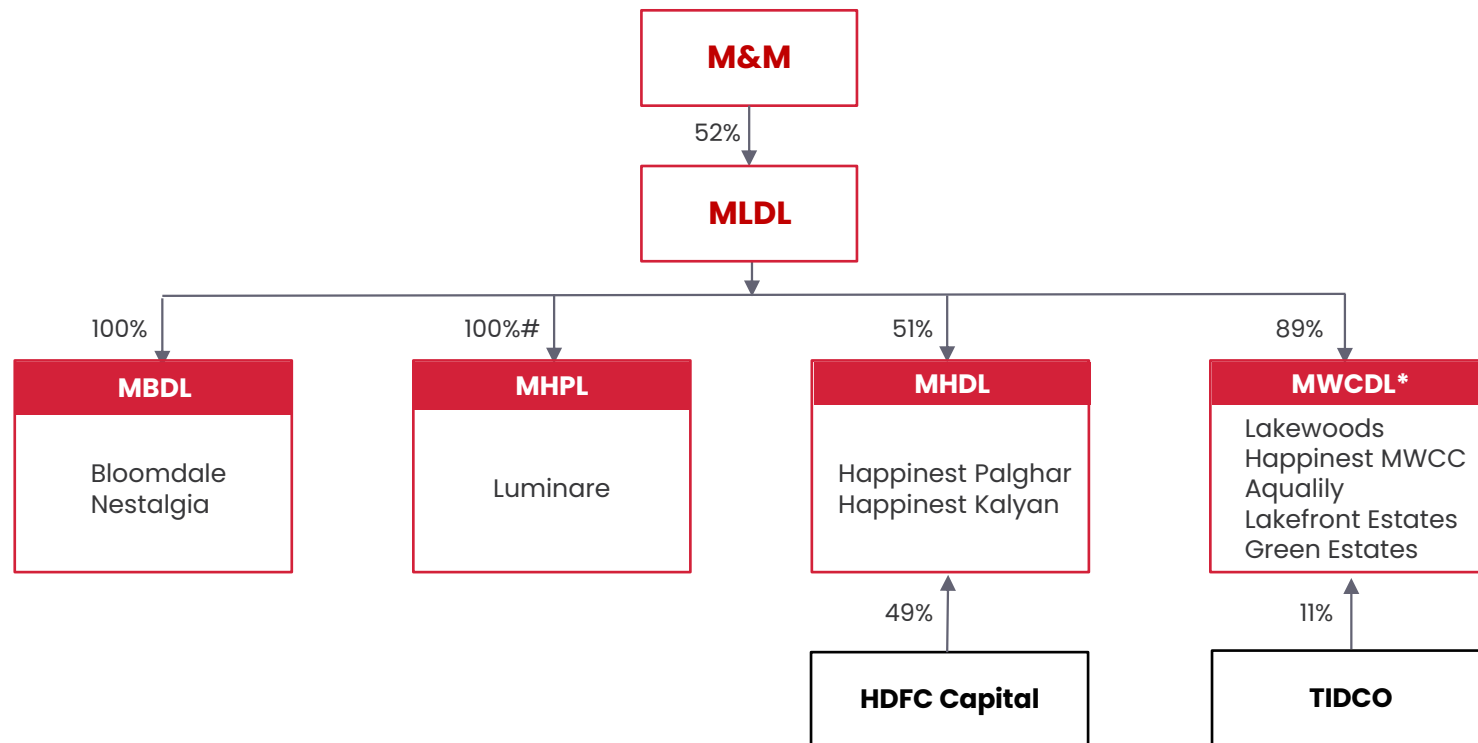 M&M
52%
MLDL
100%
100%#
51%
89%
MBDL
MHPL
MHDL
MWCDL*
Bloomdale
Nestalgia
Luminare
Happinest Palghar
Happinest Kalyan
Lakewoods
Happinest MWCC
Aqualily
Lakefront Estates
Green Estates
49%
11%
HDFC Capital
TIDCO